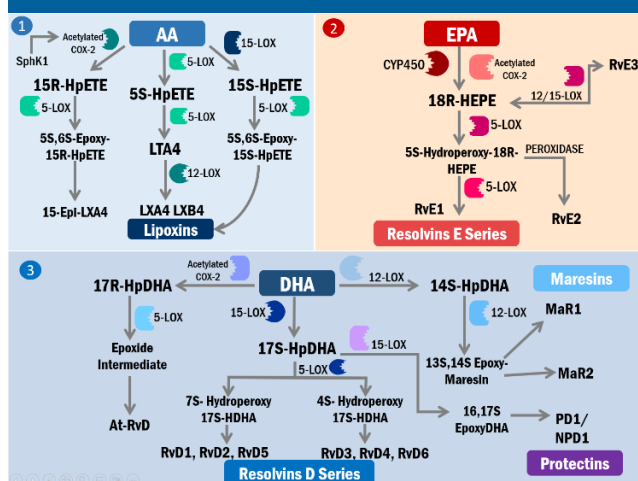 1
AA
Acetylated
COX-2
SphK1
15-LOX
15R-HpETE
5-LOX
5S-HpETE
15S-HpETE
5-LOX
5-LOX
5-LOX
5S,6S-Epoxy-
15R-HpETE
LTA4
5S,6S-Epoxy-
15S-HpETE
12-LOX
15-Epl-LXA4
LXA4 LXB4
Lipoxins
2
EPA
CYP450
Acetylated
COX-2
RvE3
18R-HEPE
12/15-LOX
5-LOX
5S-Hydroperoxy-18R-
HEPE
PEROXIDASE
5-LOX
RvE1
RvE2
Resolvins E Series
3
Acetylated
COX-2
DHA
12-LOX
Maresins
17R-HpDHA
14S-HpDHA
15-LOX
5-LOX
12-LOX
MaR1
17S-HpDHA
15-LOX
Epoxide
Intermediate
5-LOX
13S,14S Epoxy-
Maresin
MaR2
7S- Hydroperoxy
17S-HDHA
4S- Hydroperoxy
17S-HDHA
16,17S
EpoxyDHA
PD1/
NPD1
At-RvD
RvD1, RvD2, RvD5
RvD3, RvD4, RvD6
Resolvins D Series
Protectins